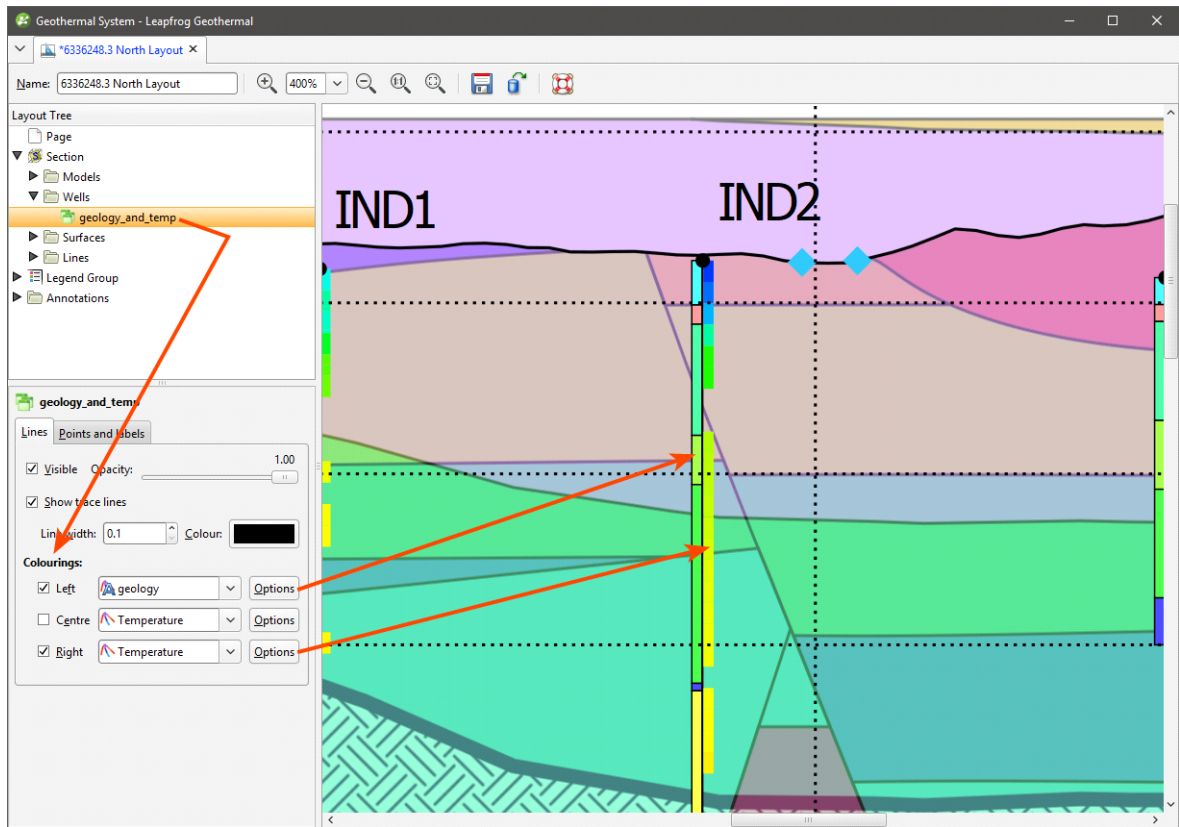 Geothermal System - Leapfrog Geothermal
*6336248.3 North Layout
Name: 6336248.3 North Layout 400%
Layout Tree
Page
Section
Models
Wells
geology_and_temp
Surfaces
Lines
Legend Group
Annotations
IND1
IND2
geology_and_temp
Lines Points and labels
Visible Opacity: 1.00
Show trace lines
Line width: 0.1 Colour:
Colourings:
Left geology Options
Centre Temperature Options
Right Temperature Options